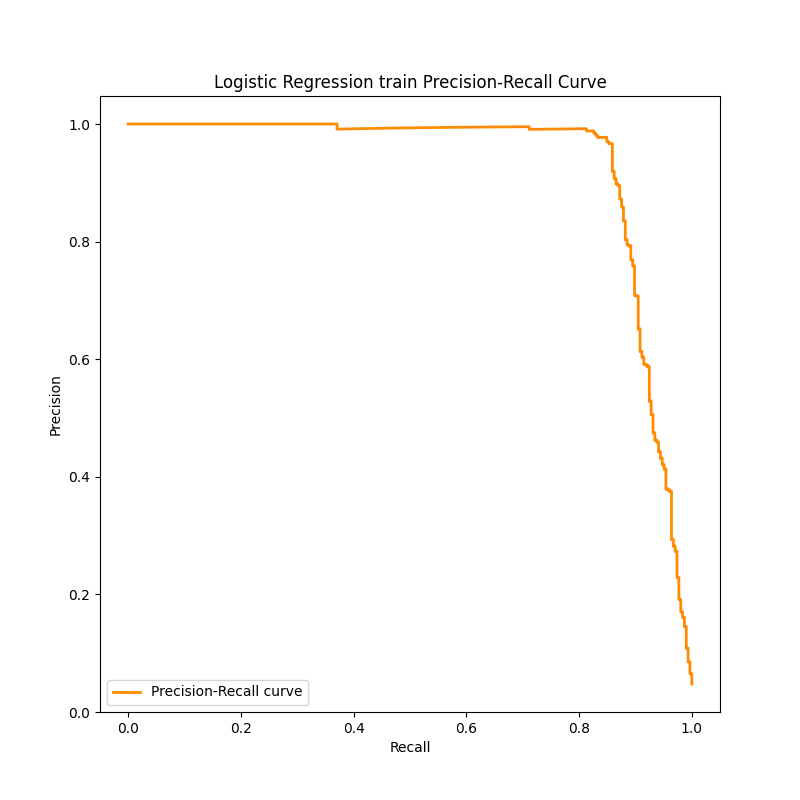 Logistic Regression train Precision-Recall Curve
1.0
0.8
0.6
0.4
0.2
0.0
Precision
Precision-Recall curve
0.0 0.2 0.4 0.6 0.8 1.0
Recall